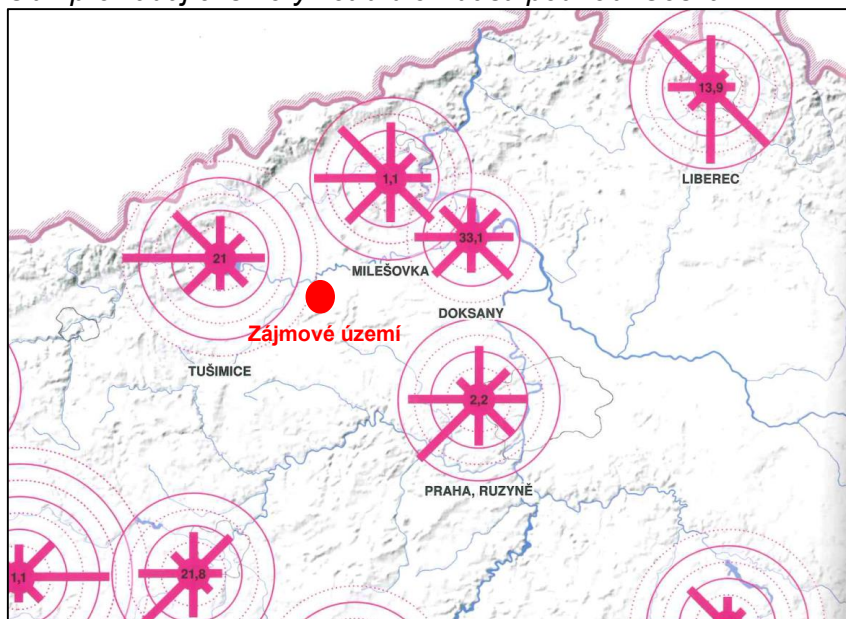 13,9
LIBEREC
1,1
33,1
21
MILEŠOVKA
DOKSANY
Zájmové území
TUŠIMICE
2,2
PRAHA, RUZYNĚ
1,1
21,8